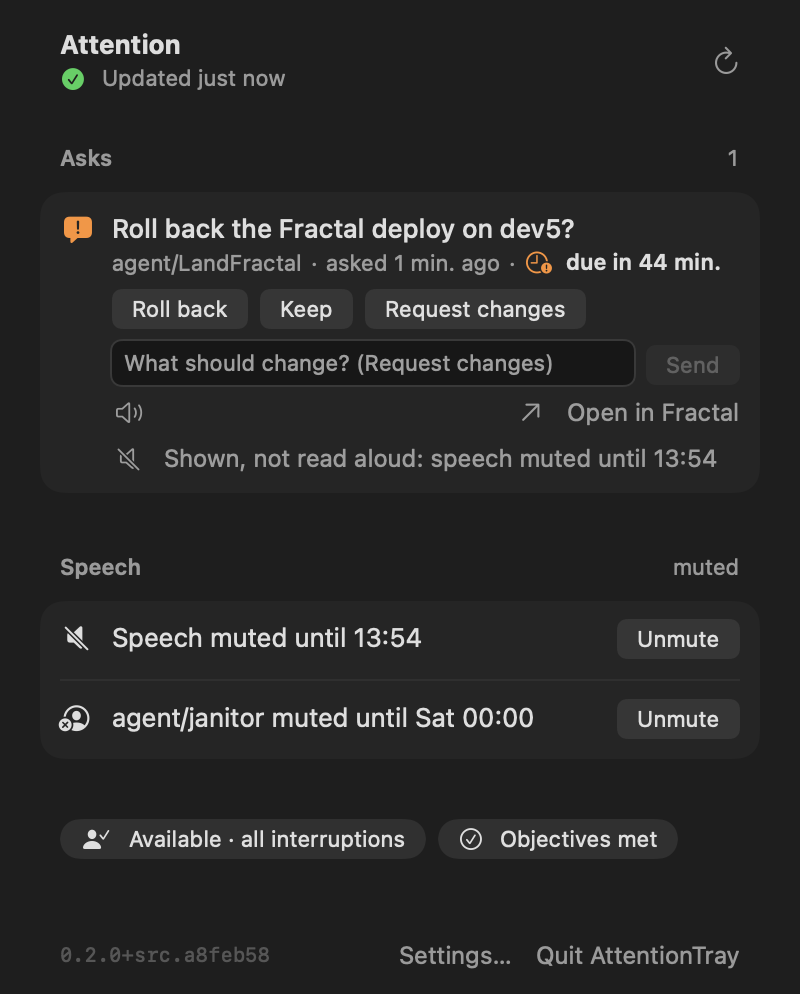 Attention
Updated just now
Asks 1
Roll back the Fractal deploy on dev5?
agent/LandFractal · asked 1 min. ago · due in 44 min.
Roll back Keep Request changes
What should change? (Request changes) Send
Open in Fractal
Shown, not read aloud: speech muted until 13:54
Speech muted
Speech muted until 13:54 Unmute
agent/janitor muted until Sat 00:00 Unmute
Available · all interruptions Objectives met
0.2.0+src.a8feb58 Settings... Quit AttentionTray